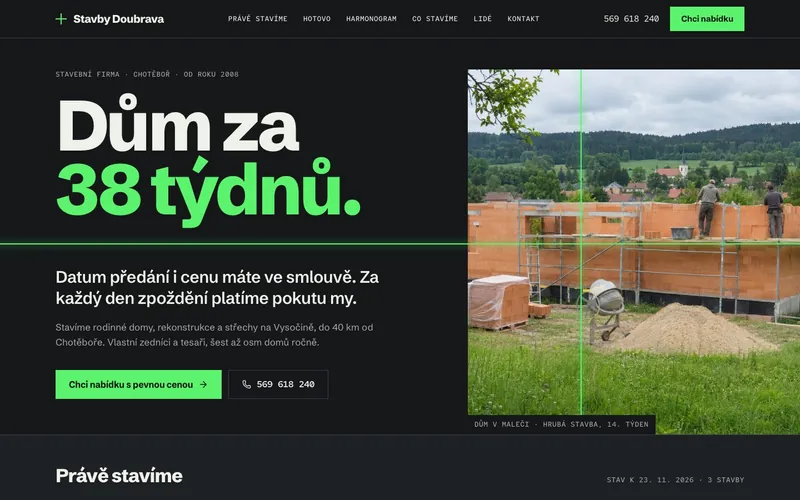 Stavby Doubrava
PRÁVĚ STAVÍME
HOTOVO
HARMONOGRAM
CO STAVÍME
LIDÉ
KONTAKT
569 618 240
Chci nabídku
STAVEBNÍ FIRMA · CHOTĚBOŘ · OD ROKU 2008
Dům za
38 týdnů.
Datum předání i cenu máte ve smlouvě. Za
každý den zpoždění platíme pokutu my.
Stavíme rodinné domy, rekonstrukce a střechy na Vysočině, do 40 km od
Chotěboře. Vlastní zedníci a tesaři, šest až osm domů ročně.
Chci nabídku s pevnou cenou →
569 618 240
DŮM V MALEČI · HRUBÁ STAVBA, 14. TÝDEN
Právě stavíme
STAV K 23. 11. 2026 · 3 STAVBY